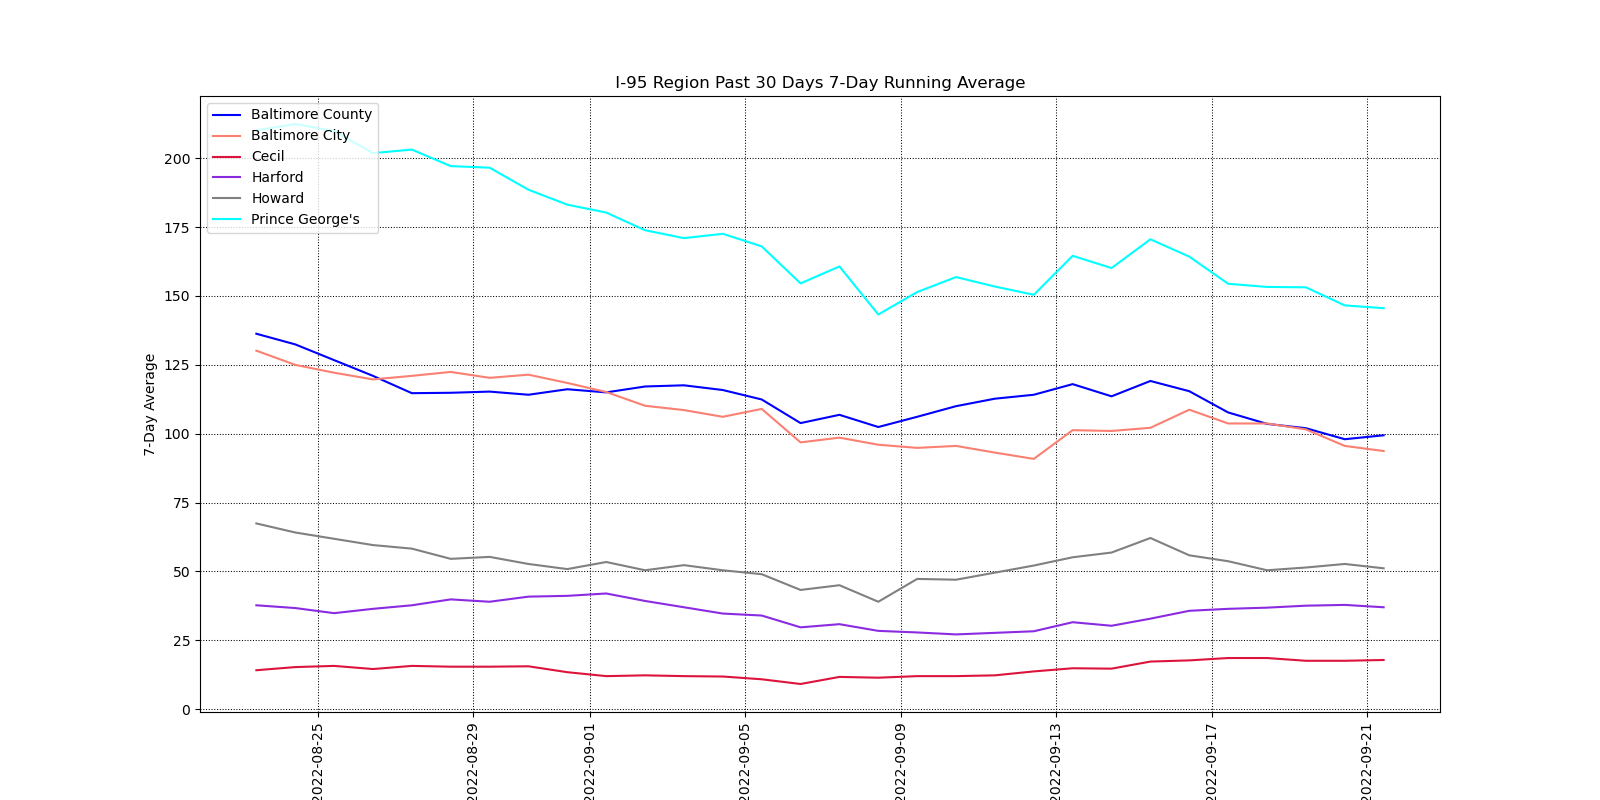 I-95 Region Past 30 Days 7-Day Running Average
Baltimore County
Baltimore City
Cecil
Harford
Howard
Prince George's
7-Day Average
200
175
150
125
100
75
50
25
0
2022-08-25
2022-08-29
2022-09-01
2022-09-05
2022-09-09
2022-09-13
2022-09-17
2022-09-21